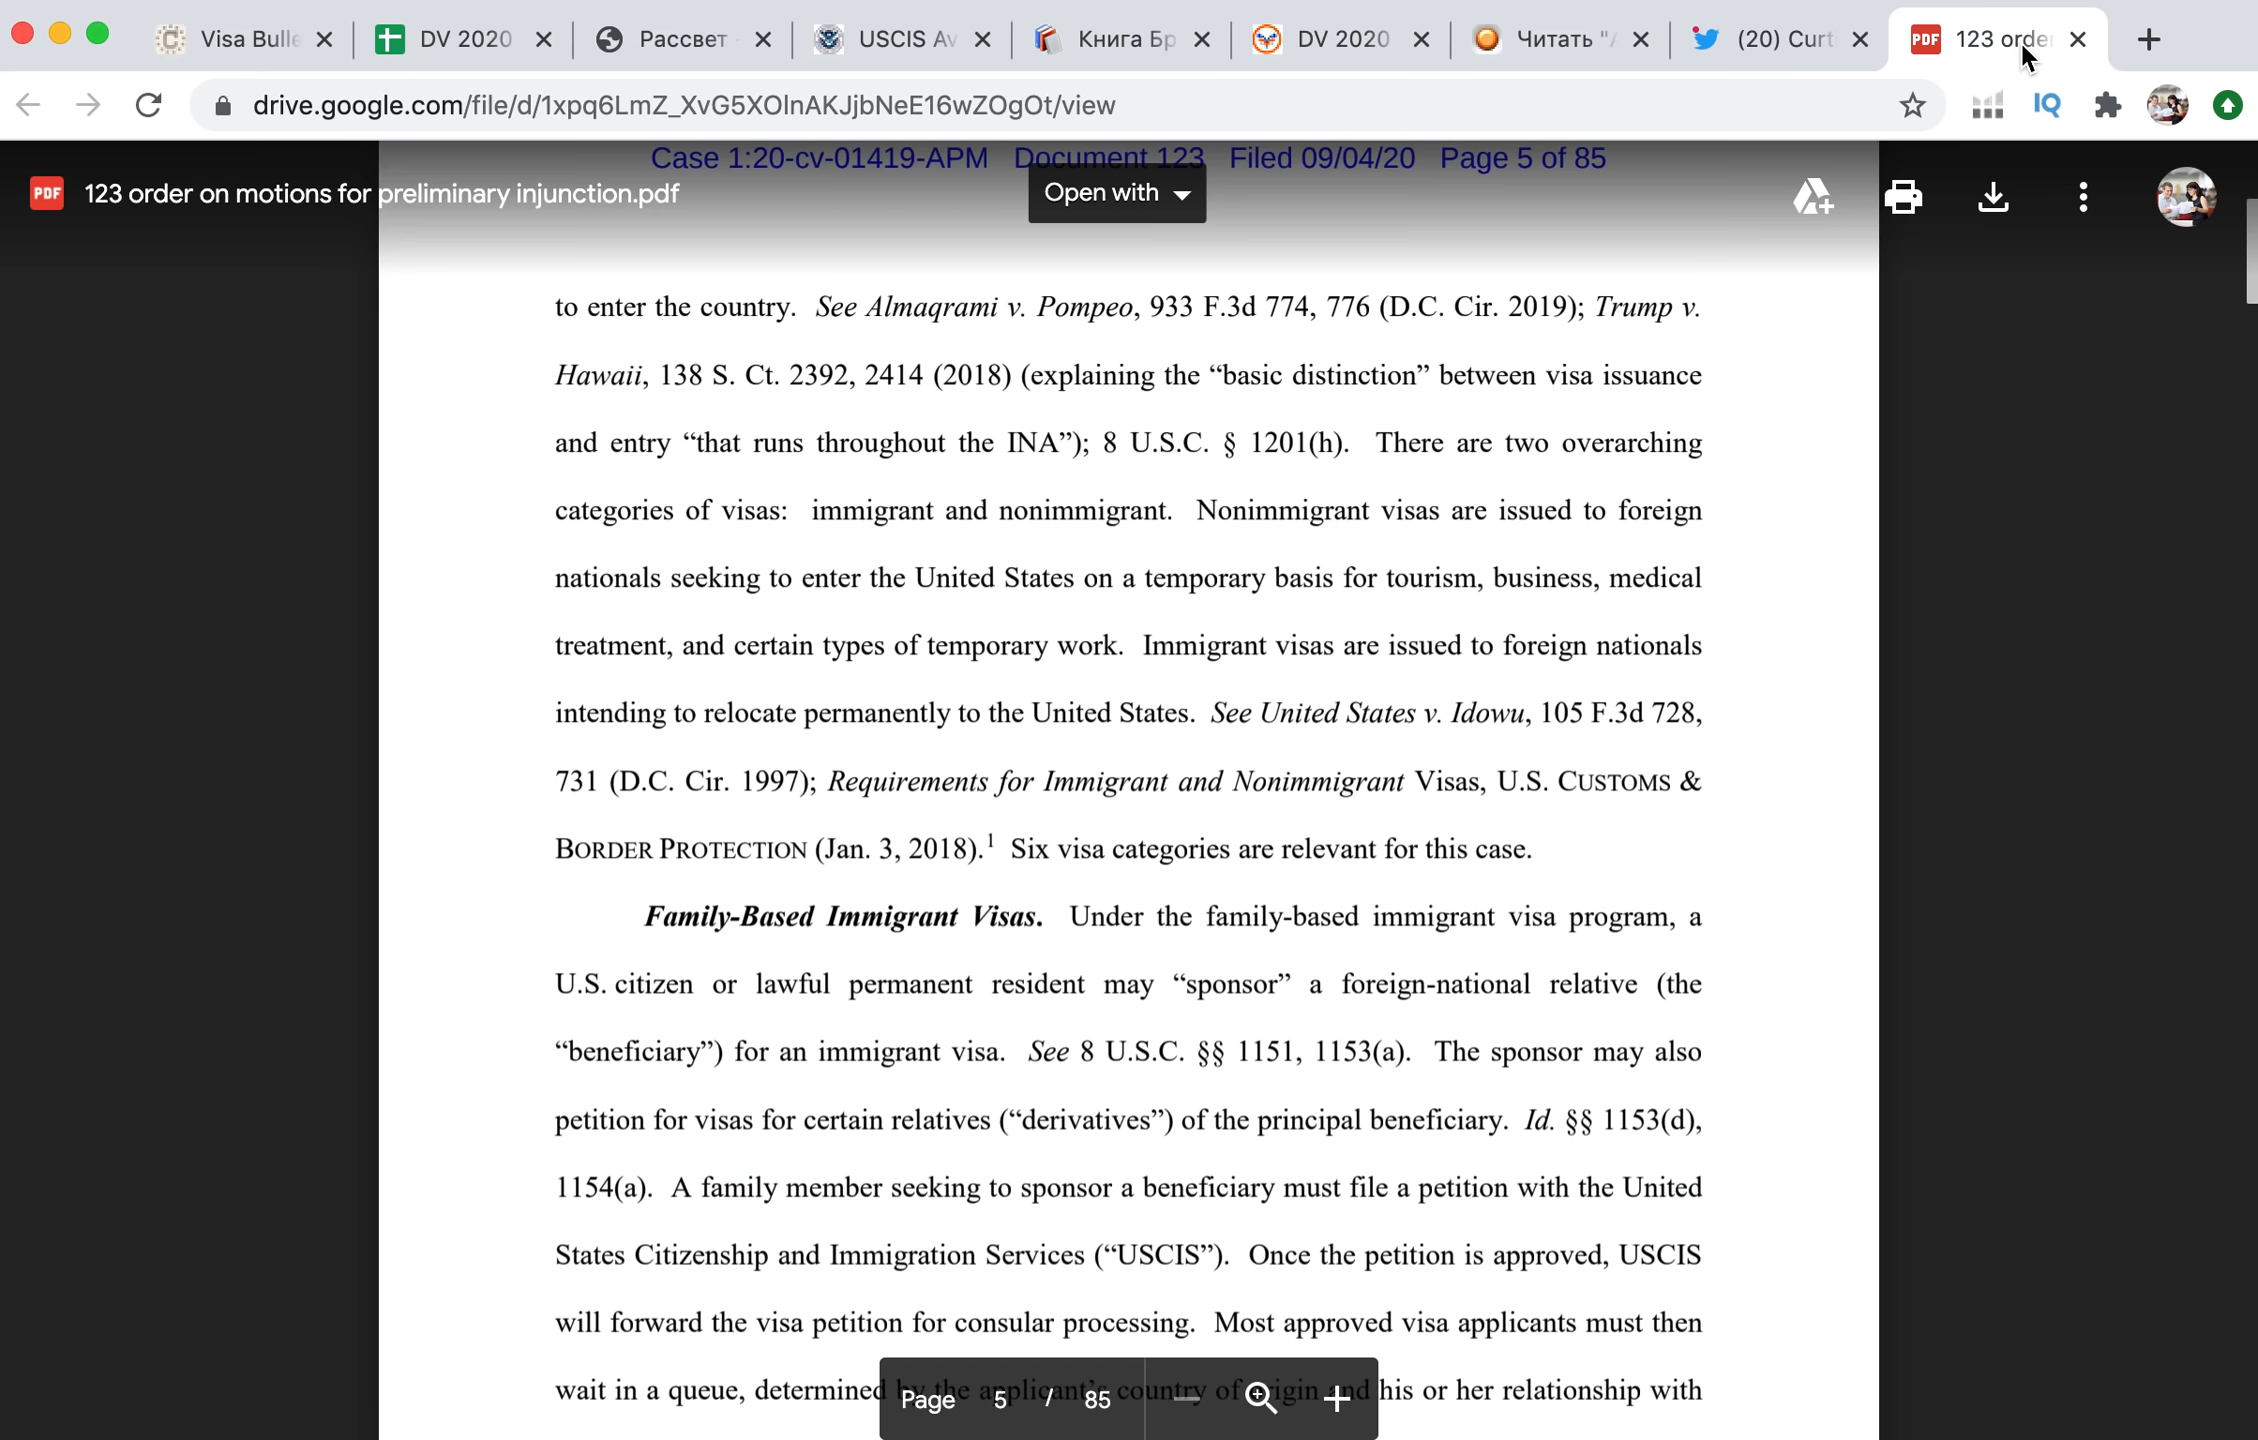 Visa Bulle
DV 2020
Рассвет
USCIS Av
Книга Бр
DV 2020
Читать "
(20) Curt
PDF 123 orde
drive.google.com/file/d/1xpq6LmZ_XvG5XOlnAKJjbNeE16wZOgOt/view
IQ
Case 1:20-cv-01419-APM Document 123 Filed 09/04/20 Page 5 of 85
PDF 123 order on motions for preliminary injunction.pdf
Open with
to enter the country. See Almaqrami v. Pompeo, 933 F.3d 774, 776 (D.C. Cir. 2019); Trump v.
Hawaii, 138 S. Ct. 2392, 2414 (2018) (explaining the “basic distinction” between visa issuance
and entry “that runs throughout the INA”); 8 U.S.C. § 1201(h). There are two overarching
categories of visas: immigrant and nonimmigrant. Nonimmigrant visas are issued to foreign
nationals seeking to enter the United States on a temporary basis for tourism, business, medical
treatment, and certain types of temporary work. Immigrant visas are issued to foreign nationals
intending to relocate permanently to the United States. See United States v. Idowu, 105 F.3d 728,
731 (D.C. Cir. 1997); Requirements for Immigrant and Nonimmigrant Visas, U.S. CUSTOMS &
BORDER PROTECTION (Jan. 3, 2018).1 Six visa categories are relevant for this case.
Family-Based Immigrant Visas. Under the family-based immigrant visa program, a
U.S. citizen or lawful permanent resident may “sponsor” a foreign-national relative (the
“beneficiary”) for an immigrant visa. See 8 U.S.C. §§ 1151, 1153(a). The sponsor may also
petition for visas for certain relatives (“derivatives”) of the principal beneficiary. Id. §§ 1153(d),
1154(a). A family member seeking to sponsor a beneficiary must file a petition with the United
States Citizenship and Immigration Services (“USCIS”). Once the petition is approved, USCIS
will forward the visa petition for consular processing. Most approved visa applicants must then
wait in a queue, determined by the applicant's country of origin and his or her relationship with
Page 5 / 85